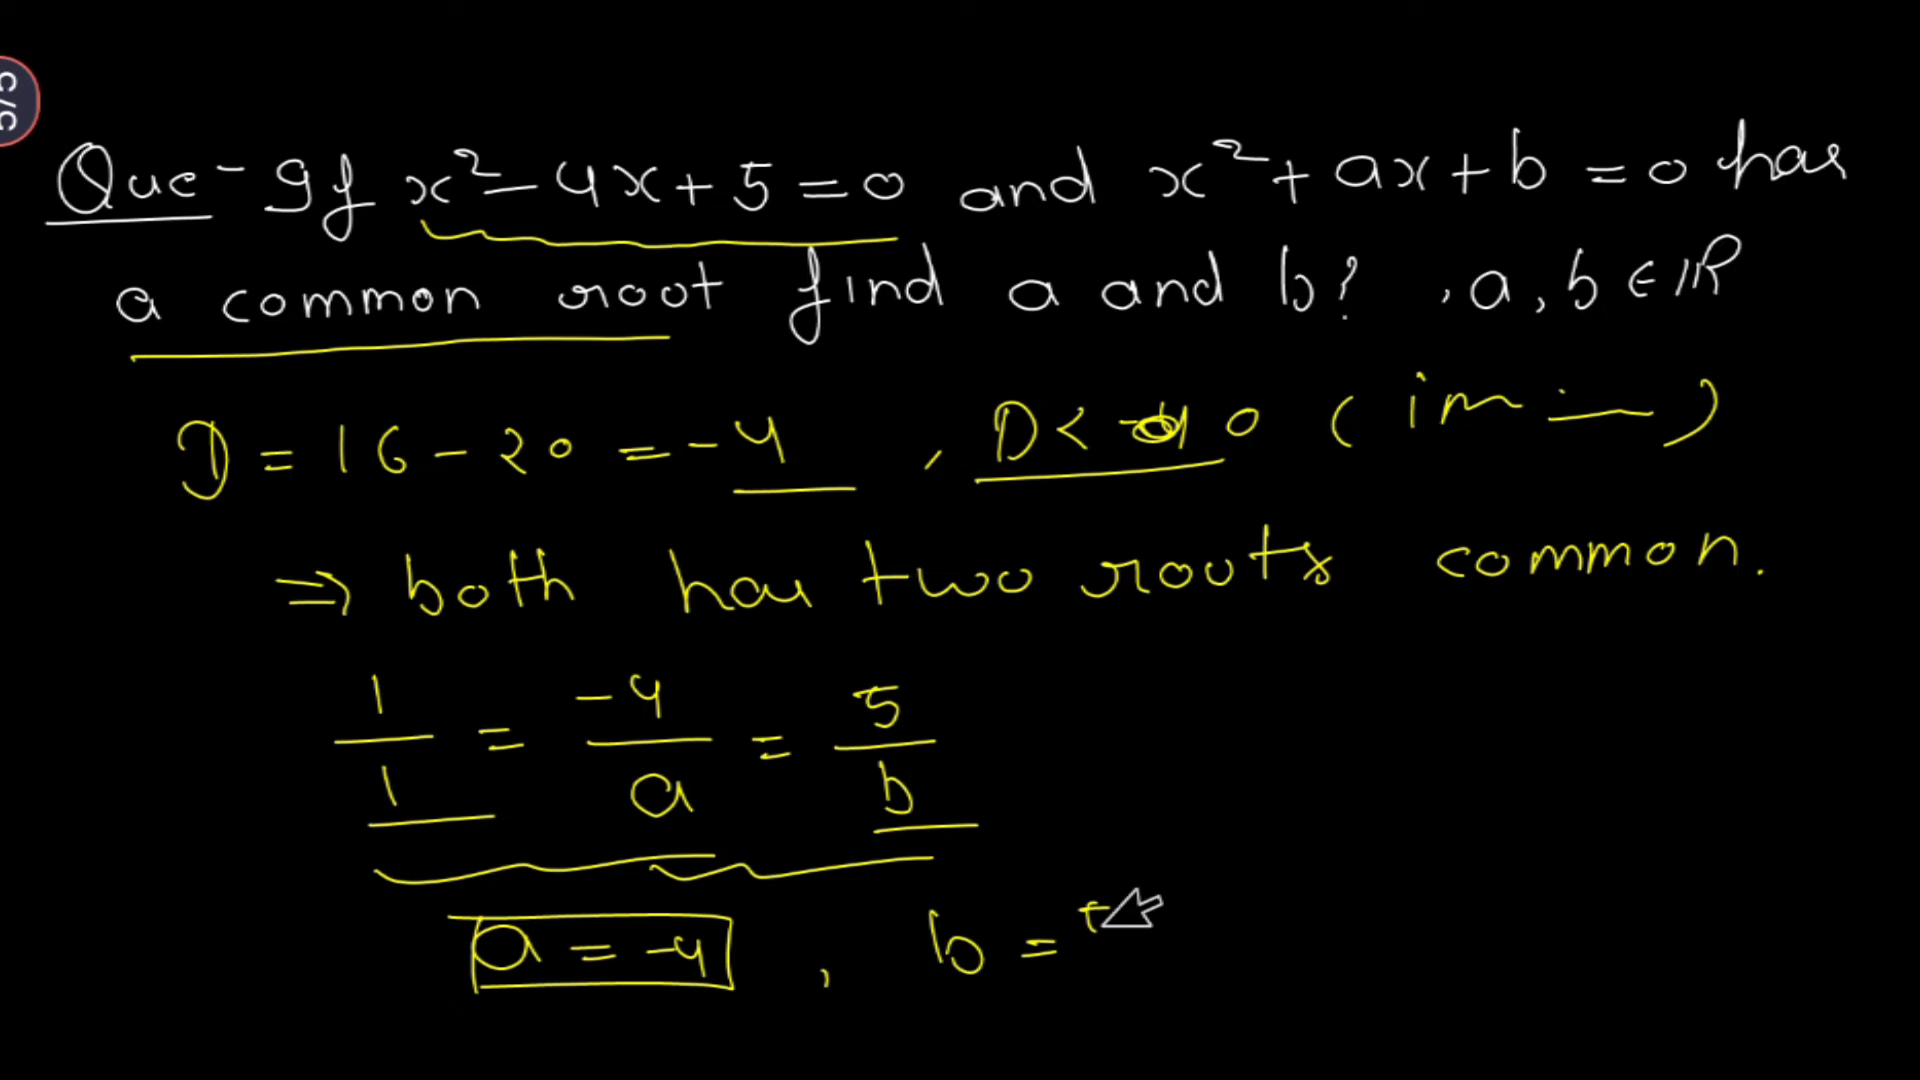 C/C
Que - If x² - 4x + 5 = 0 and x² + ax + b = 0 has
a common root find a and b? , a, b ∈ ℝ
D = 16 - 20 = -4 , D < 0 (im —)
⇒ both has two roots common.
1/1 = -4/a = 5/b
a = -4 , b =